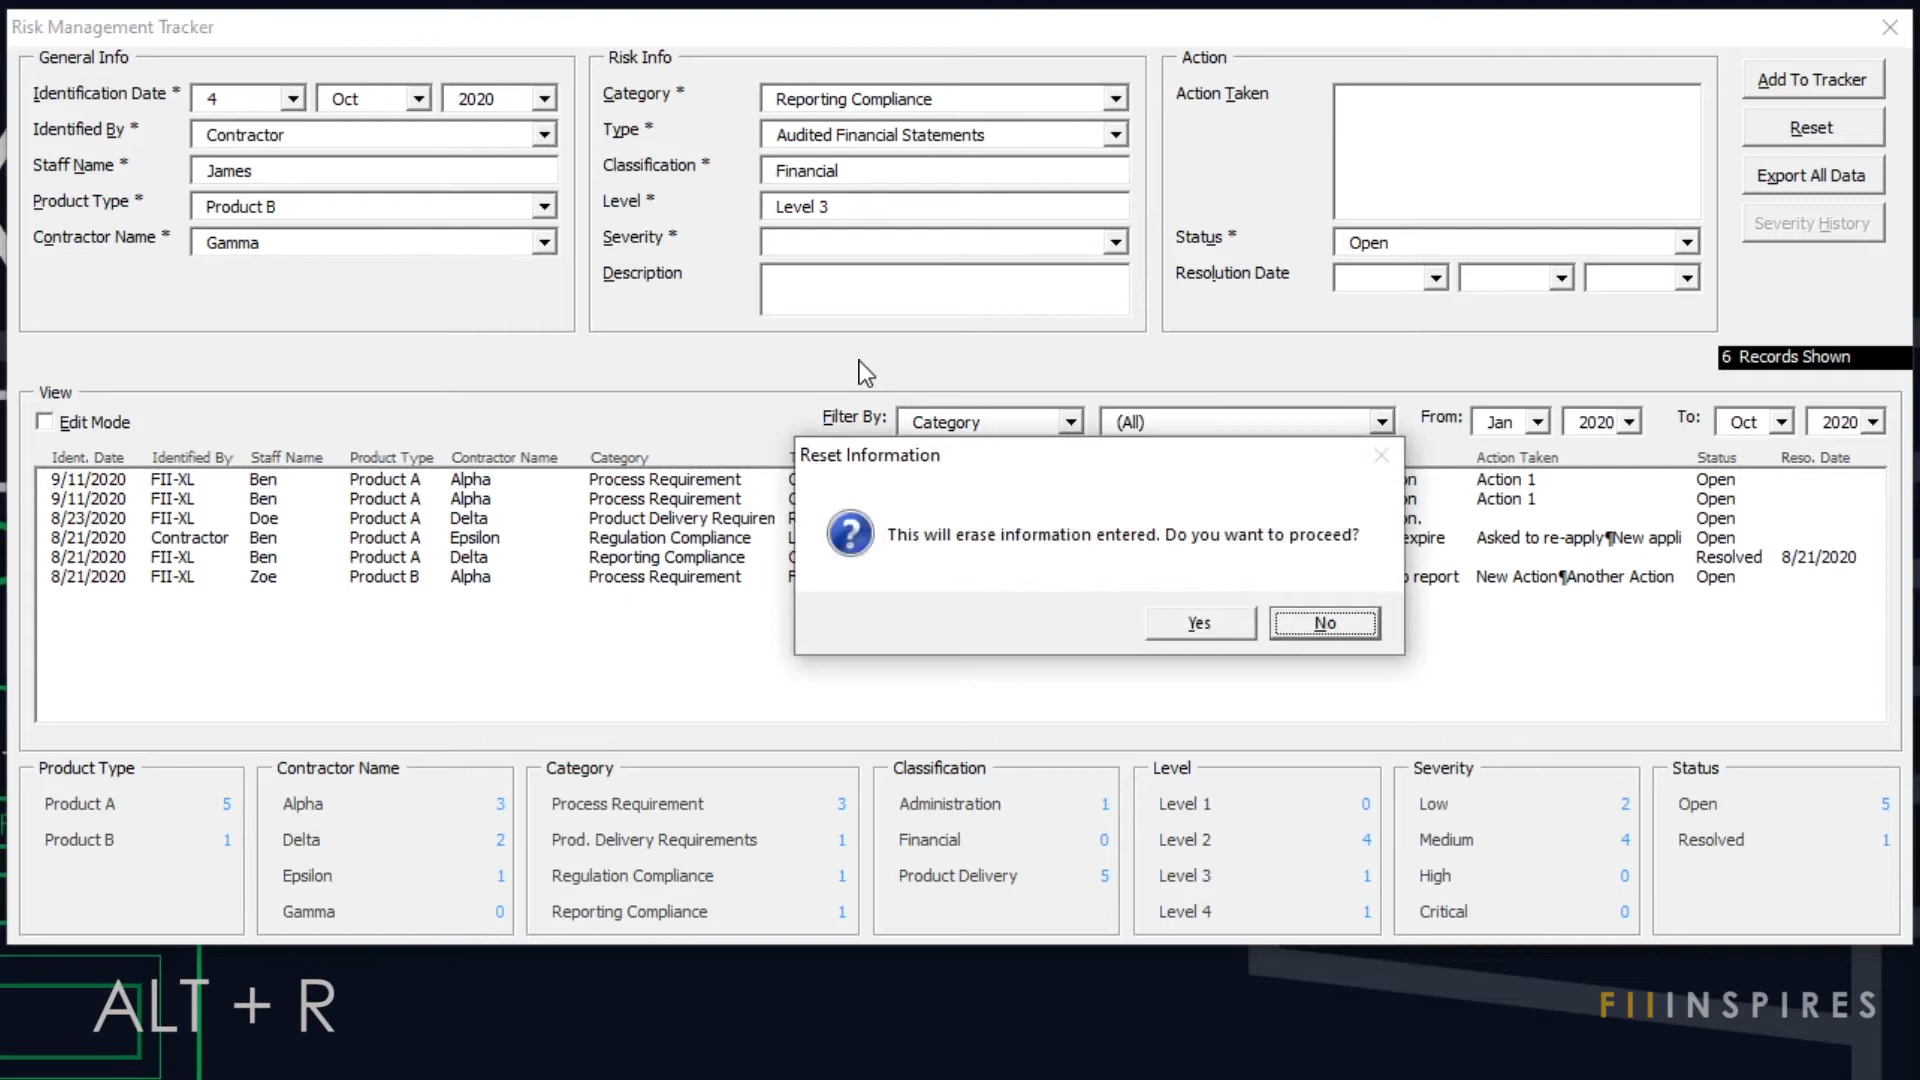 Risk Management Tracker
General Info
Identification Date * 4 Oct 2020
Identified By * Contractor
Staff Name * James
Product Type * Product B
Contractor Name * Gamma
Risk Info
Category * Reporting Compliance
Type * Audited Financial Statements
Classification * Financial
Level * Level 3
Severity *
Description
Action
Action Taken
Status * Open
Resolution Date
Add To Tracker
Reset
Export All Data
Severity History
6 Records Shown
View
Edit Mode
Filter By: Category (All) From: Jan 2020 To: Oct 2020
Ident. Date Identified By Staff Name Product Type Contractor Name Category Action Taken Status Reso. Date
9/11/2020 FII-XL Ben Product A Alpha Process Requirement Action 1 Open
9/11/2020 FII-XL Ben Product A Alpha Process Requirement Action 1 Open
8/23/2020 FII-XL Doe Product A Delta Product Delivery Requiren Open
8/21/2020 Contractor Ben Product A Epsilon Regulation Compliance expire Asked to re-apply¶New appli Open
8/21/2020 FII-XL Ben Product A Delta Reporting Compliance Resolved 8/21/2020
8/21/2020 FII-XL Zoe Product B Alpha Process Requirement report New Action¶Another Action Open
Reset Information
This will erase information entered. Do you want to proceed?
Yes No
Product Type
Product A 5
Product B 1
Contractor Name
Alpha 3
Delta 2
Epsilon 1
Gamma 0
Category
Process Requirement 3
Prod. Delivery Requirements 1
Regulation Compliance 1
Reporting Compliance 1
Classification
Administration 1
Financial 0
Product Delivery 5
Level
Level 1 0
Level 2 4
Level 3 1
Level 4 1
Severity
Low 2
Medium 4
High 0
Critical 0
Status
Open 5
Resolved 1
ALT + R
FIIINSPIRES